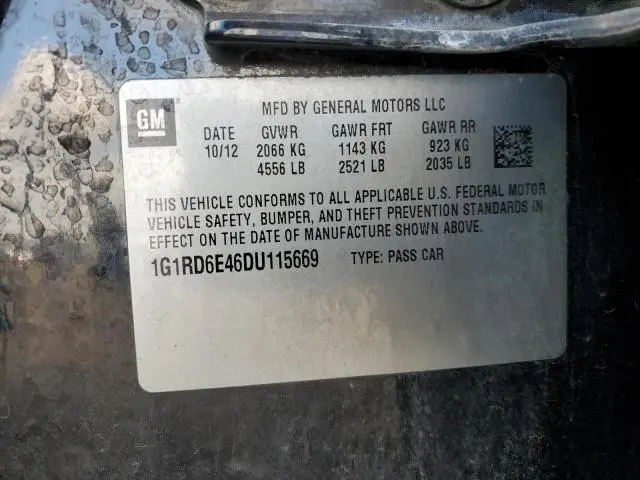 GM
MFD BY GENERAL MOTORS LLC
DATE GVWR GAWR FRT GAWR RR
10/12 2066 KG 1143 KG 923 KG
4556 LB 2521 LB 2035 LB
THIS VEHICLE CONFORMS TO ALL APPLICABLE U.S. FEDERAL MOTOR
VEHICLE SAFETY, BUMPER, AND THEFT PREVENTION STANDARDS IN
EFFECT ON THE DATE OF MANUFACTURE SHOWN ABOVE.
1G1RD6E46DU115669 TYPE: PASS CAR